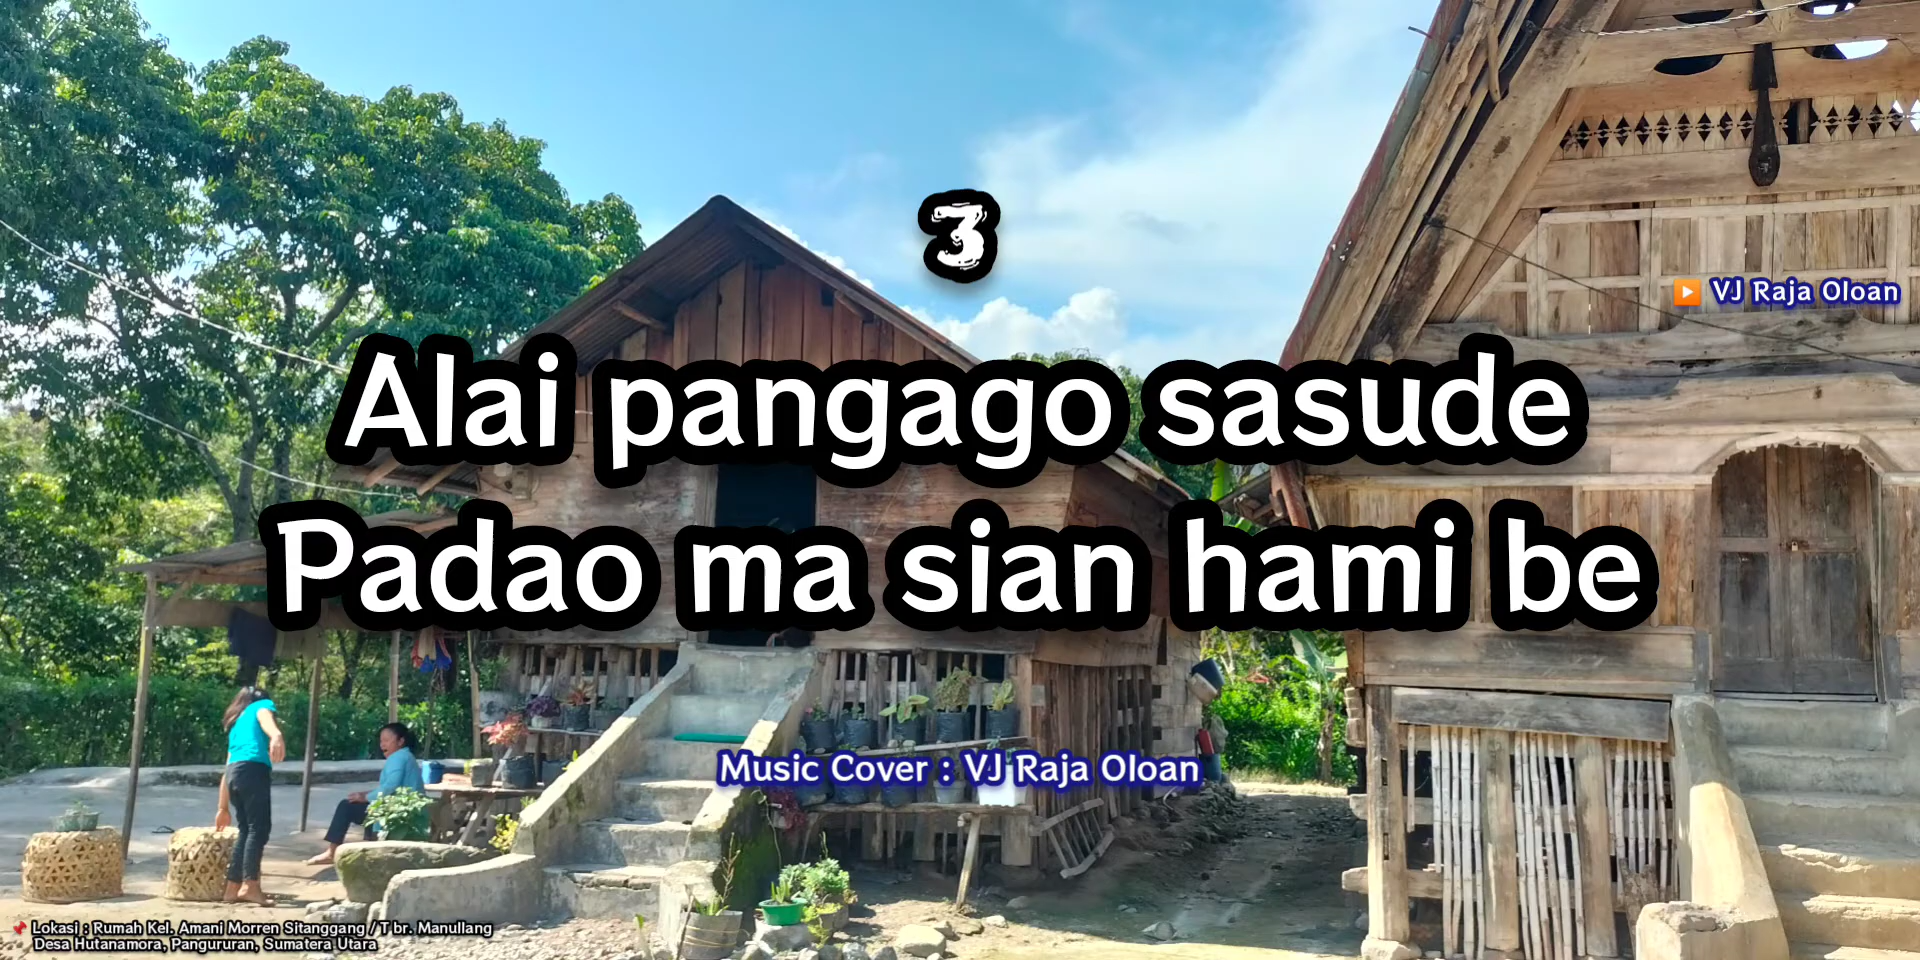 3
VJ Raja Oloan
Alai pangago sasude
Padao ma sian hami be
Music Cover : VJ Raja Oloan
Lokasi : Rumah Kel. Amani Morren Sitanggang / T br. Manullang
Desa Hutanamora, Pangururan, Sumatera Utara